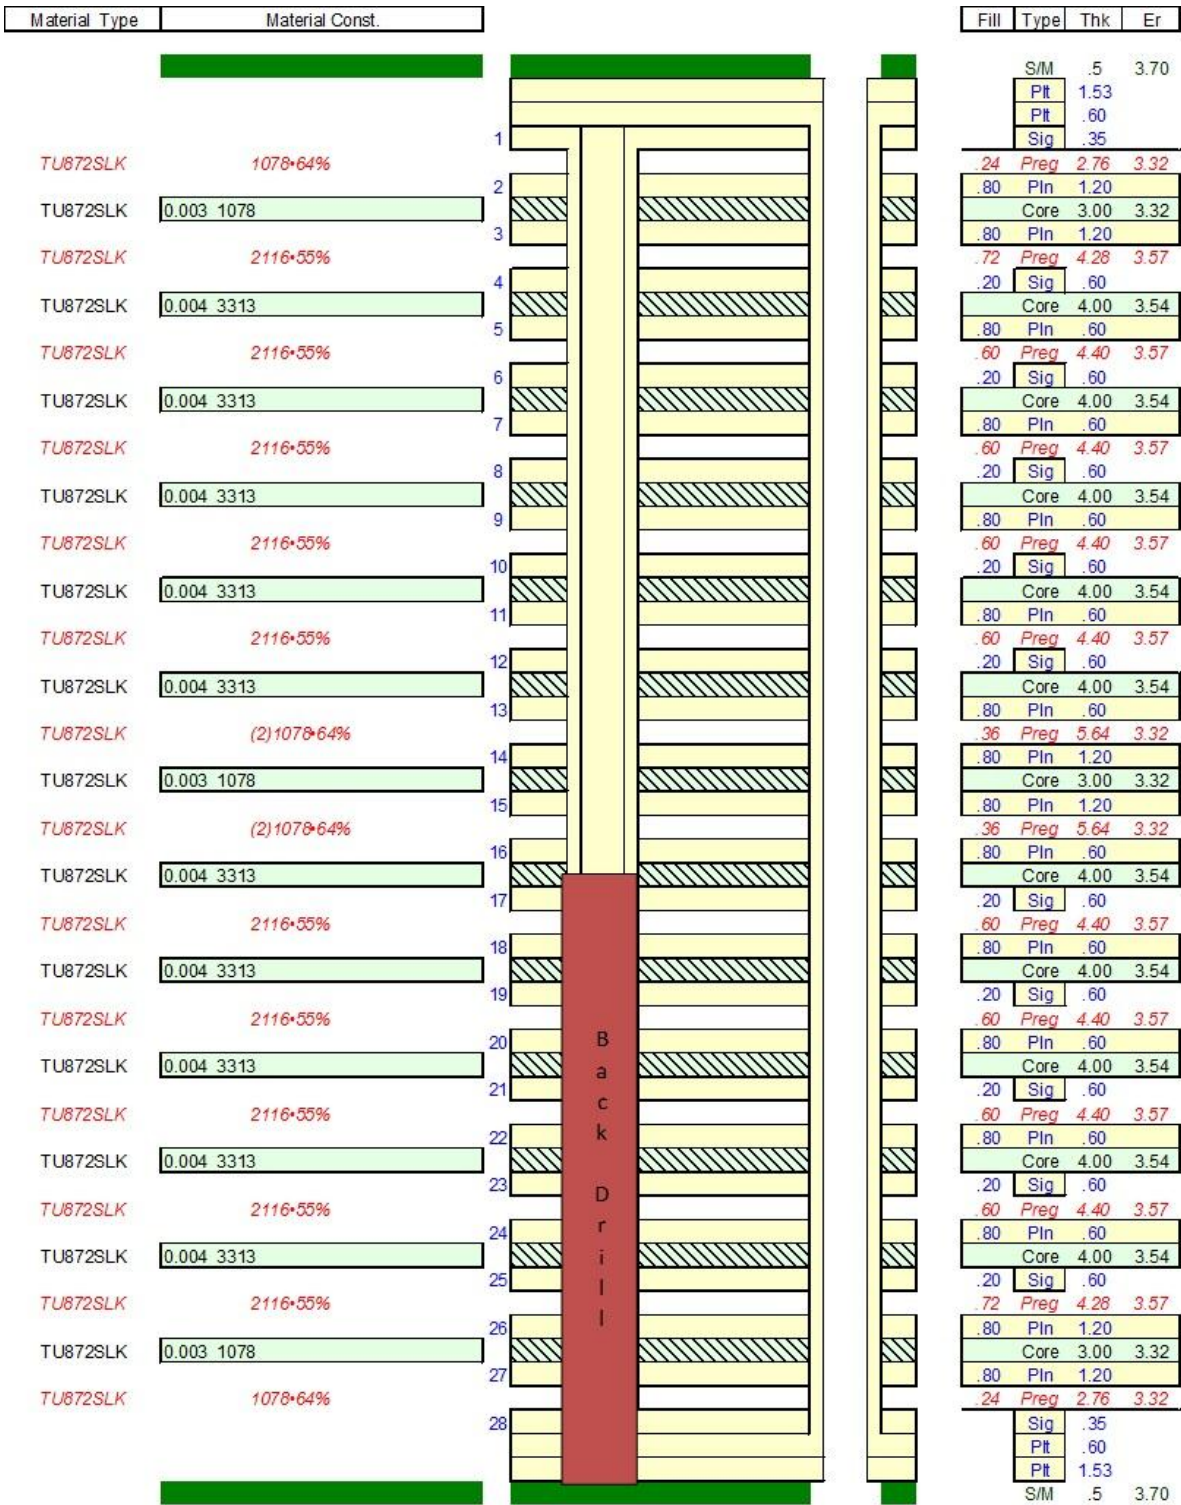 Material Type Material Const. Fill Type Thk Er
S/M .5 3.70
Plt 1.53
Plt .60
1 Sig .35
TU872SLK 1078•64% .24 Preg 2.76 3.32
2 .80 Pln 1.20
TU872SLK 0.003 1078 Core 3.00 3.32
3 .80 Pln 1.20
TU872SLK 2116•55% .72 Preg 4.28 3.57
4 .20 Sig .60
TU872SLK 0.004 3313 Core 4.00 3.54
5 .80 Pln .60
TU872SLK 2116•55% .60 Preg 4.40 3.57
6 .20 Sig .60
TU872SLK 0.004 3313 Core 4.00 3.54
7 .80 Pln .60
TU872SLK 2116•55% .60 Preg 4.40 3.57
8 .20 Sig .60
TU872SLK 0.004 3313 Core 4.00 3.54
9 .80 Pln .60
TU872SLK 2116•55% .60 Preg 4.40 3.57
10 .20 Sig .60
TU872SLK 0.004 3313 Core 4.00 3.54
11 .80 Pln .60
TU872SLK 2116•55% .60 Preg 4.40 3.57
12 .20 Sig .60
TU872SLK 0.004 3313 Core 4.00 3.54
13 .80 Pln .60
TU872SLK (2)1078•64% .36 Preg 5.64 3.32
14 .80 Pln 1.20
TU872SLK 0.003 1078 Core 3.00 3.32
15 .80 Pln 1.20
TU872SLK (2)1078•64% .36 Preg 5.64 3.32
16 .80 Pln .60
TU872SLK 0.004 3313 Core 4.00 3.54
17 .20 Sig .60
TU872SLK 2116•55% .60 Preg 4.40 3.57
18 .80 Pln .60
TU872SLK 0.004 3313 Core 4.00 3.54
19 .20 Sig .60
TU872SLK 2116•55% .60 Preg 4.40 3.57
20 .80 Pln .60
TU872SLK 0.004 3313 Core 4.00 3.54
21 .20 Sig .60
TU872SLK 2116•55% .60 Preg 4.40 3.57
22 .80 Pln .60
TU872SLK 0.004 3313 Core 4.00 3.54
23 .20 Sig .60
TU872SLK 2116•55% .60 Preg 4.40 3.57
24 .80 Pln .60
TU872SLK 0.004 3313 Core 4.00 3.54
25 .20 Sig .60
TU872SLK 2116•55% .72 Preg 4.28 3.57
26 .80 Pln 1.20
TU872SLK 0.003 1078 Core 3.00 3.32
27 .80 Pln 1.20
TU872SLK 1078•64% .24 Preg 2.76 3.32
28 Sig .35
Plt .60
Plt 1.53
S/M .5 3.70
Back Drill